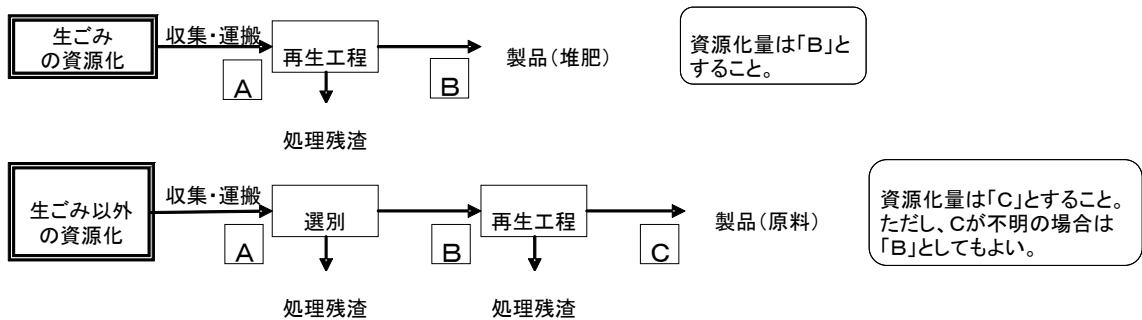 生ごみ
の資源化
収集・運搬
A
再生工程
B
製品(堆肥)
処理残渣
資源化量は「B」と
すること。
生ごみ以外
の資源化
収集・運搬
A
選別
B
再生工程
C
製品(原料)
処理残渣
処理残渣
資源化量は「C」とすること。
ただし、Cが不明の場合は
「B」としてもよい。